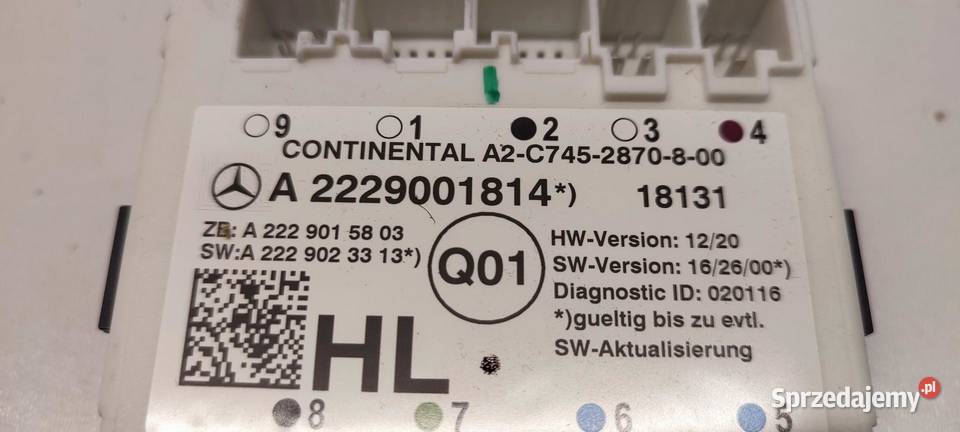 9 1 2 3 4
CONTINENTAL A2-C745-2870-8-00
A 2229001814*) 18131
ZB: A 222 901 58 03
SW:A 222 902 33 13*)
Q01
HW-Version: 12/20
SW-Version: 16/26/00*)
Diagnostic ID: 020116
*)gueltig bis zu evtl.
SW-Aktualisierung
HL
8 7 6 5
Sprzedajemy.pl